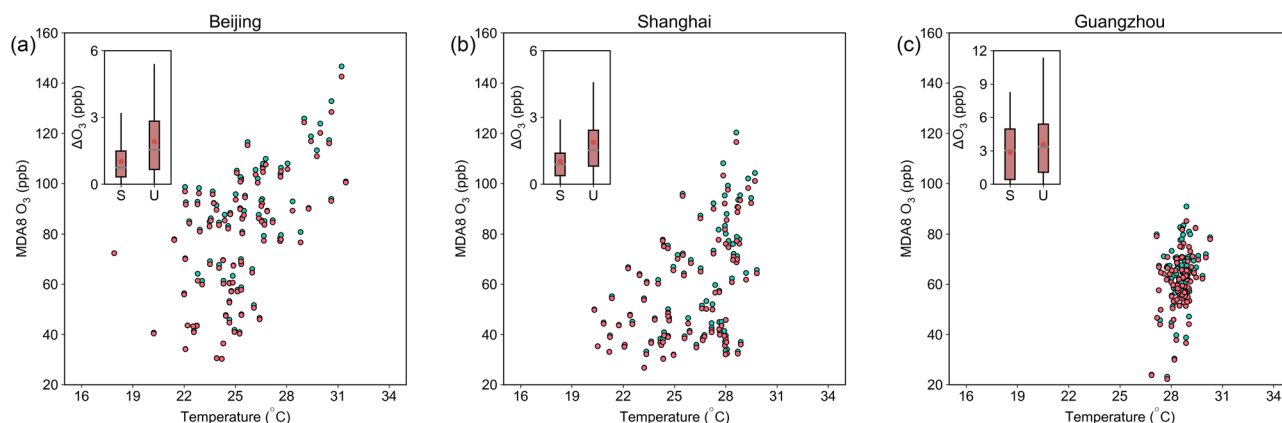 Beijing
(a)
MDA8 O3 (ppb)
160
140
120
100
80
60
40
20
ΔO3 (ppb)
6
3
0
S U
16 19 22 25 28 31 34
Temperature (°C)
Shanghai
(b)
MDA8 O3 (ppb)
160
140
120
100
80
60
40
20
ΔO3 (ppb)
6
3
0
S U
16 19 22 25 28 31 34
Temperature (°C)
Guangzhou
(c)
MDA8 O3 (ppb)
160
140
120
100
80
60
40
20
ΔO3 (ppb)
12
9
6
3
0
S U
16 19 22 25 28 31 34
Temperature (°C)